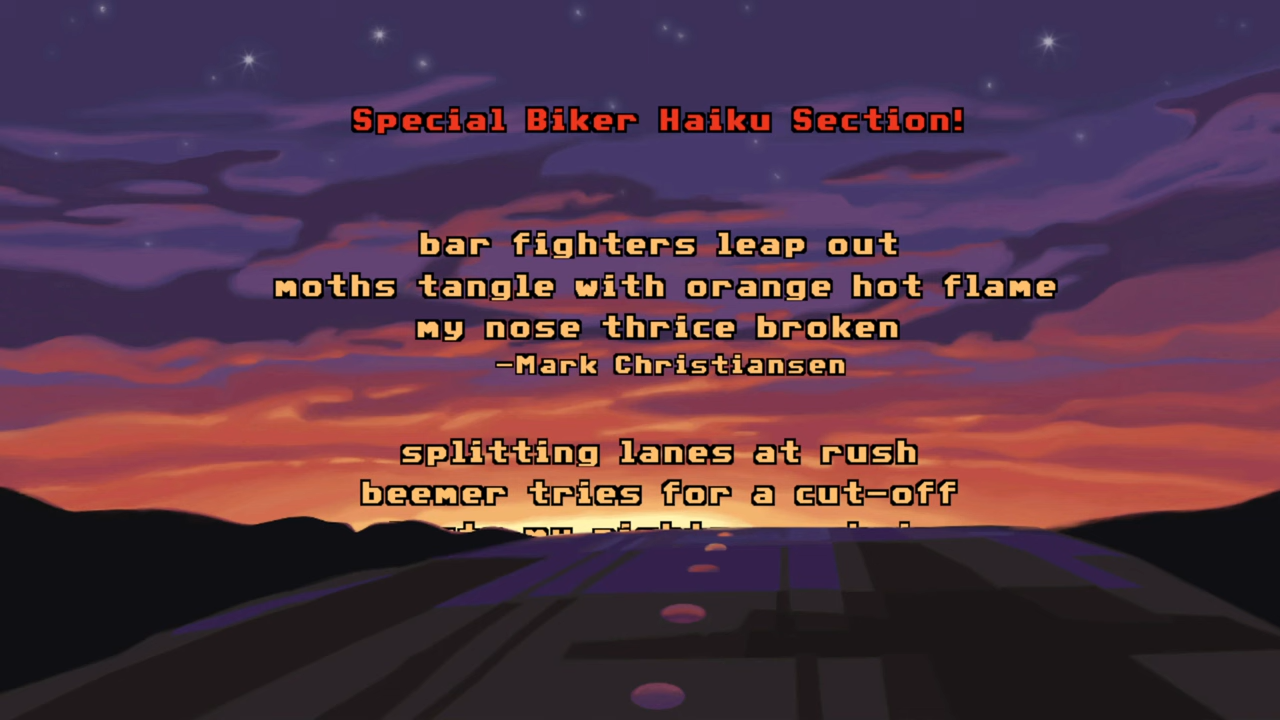 Special Biker Haiku Section!
bar fighters leap out
moths tangle with orange hot flame
my nose thrice broken
-Mark Christiansen
splitting lanes at rush
beemer tries for a cut-off
my